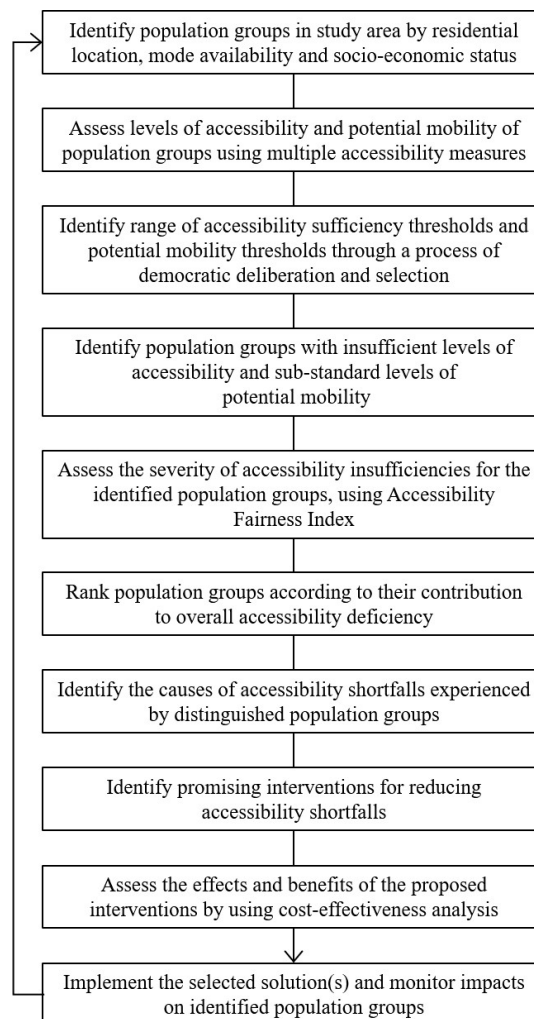 Identify population groups in study area by residential
location, mode availability and socio-economic status
Assess levels of accessibility and potential mobility of
population groups using multiple accessibility measures
Identify range of accessibility sufficiency thresholds and
potential mobility thresholds through a process of
democratic deliberation and selection
Identify population groups with insufficient levels of
accessibility and sub-standard levels of
potential mobility
Assess the severity of accessibility insufficiencies for the
identified population groups, using Accessibility
Fairness Index
Rank population groups according to their contribution
to overall accessibility deficiency
Identify the causes of accessibility shortfalls experienced
by distinguished population groups
Identify promising interventions for reducing
accessibility shortfalls
Assess the effects and benefits of the proposed
interventions by using cost-effectiveness analysis
Implement the selected solution(s) and monitor impacts
on identified population groups